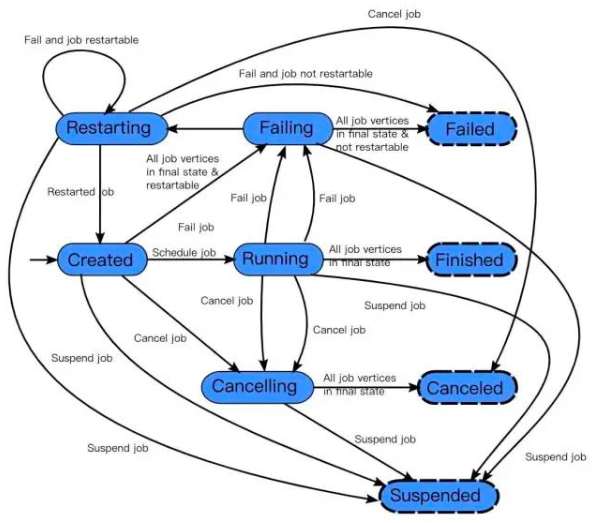 Cancel job
Fail and job restartable
Fail and job not restartable
Restarting
Failing
All job vertices
in final state &
not restartable
Failed
All job vertices
in final state &
restartable
Restarted job
Fail job
Fail job
Fail job
Created
Schedule job
Running
All job vertices
in final state
Finished
Cancel job
Suspend job
Cancel job
Cancel job
Suspend job
Cancelling
All job vertices
in final state
Canceled
Suspend job
Suspend job
Suspend job
Suspended